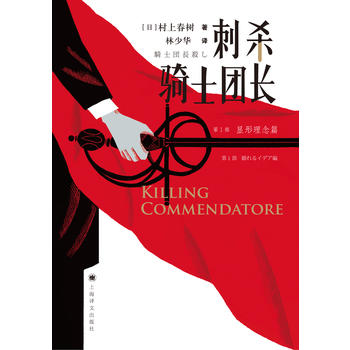 [日]村上春树 著
林少华 译
刺杀
騎士団長殺し
骑士团长
第1部 显形理念篇
第1部 顕れるイデア編
KILLING
COMMENDATORE
上海译文出版社